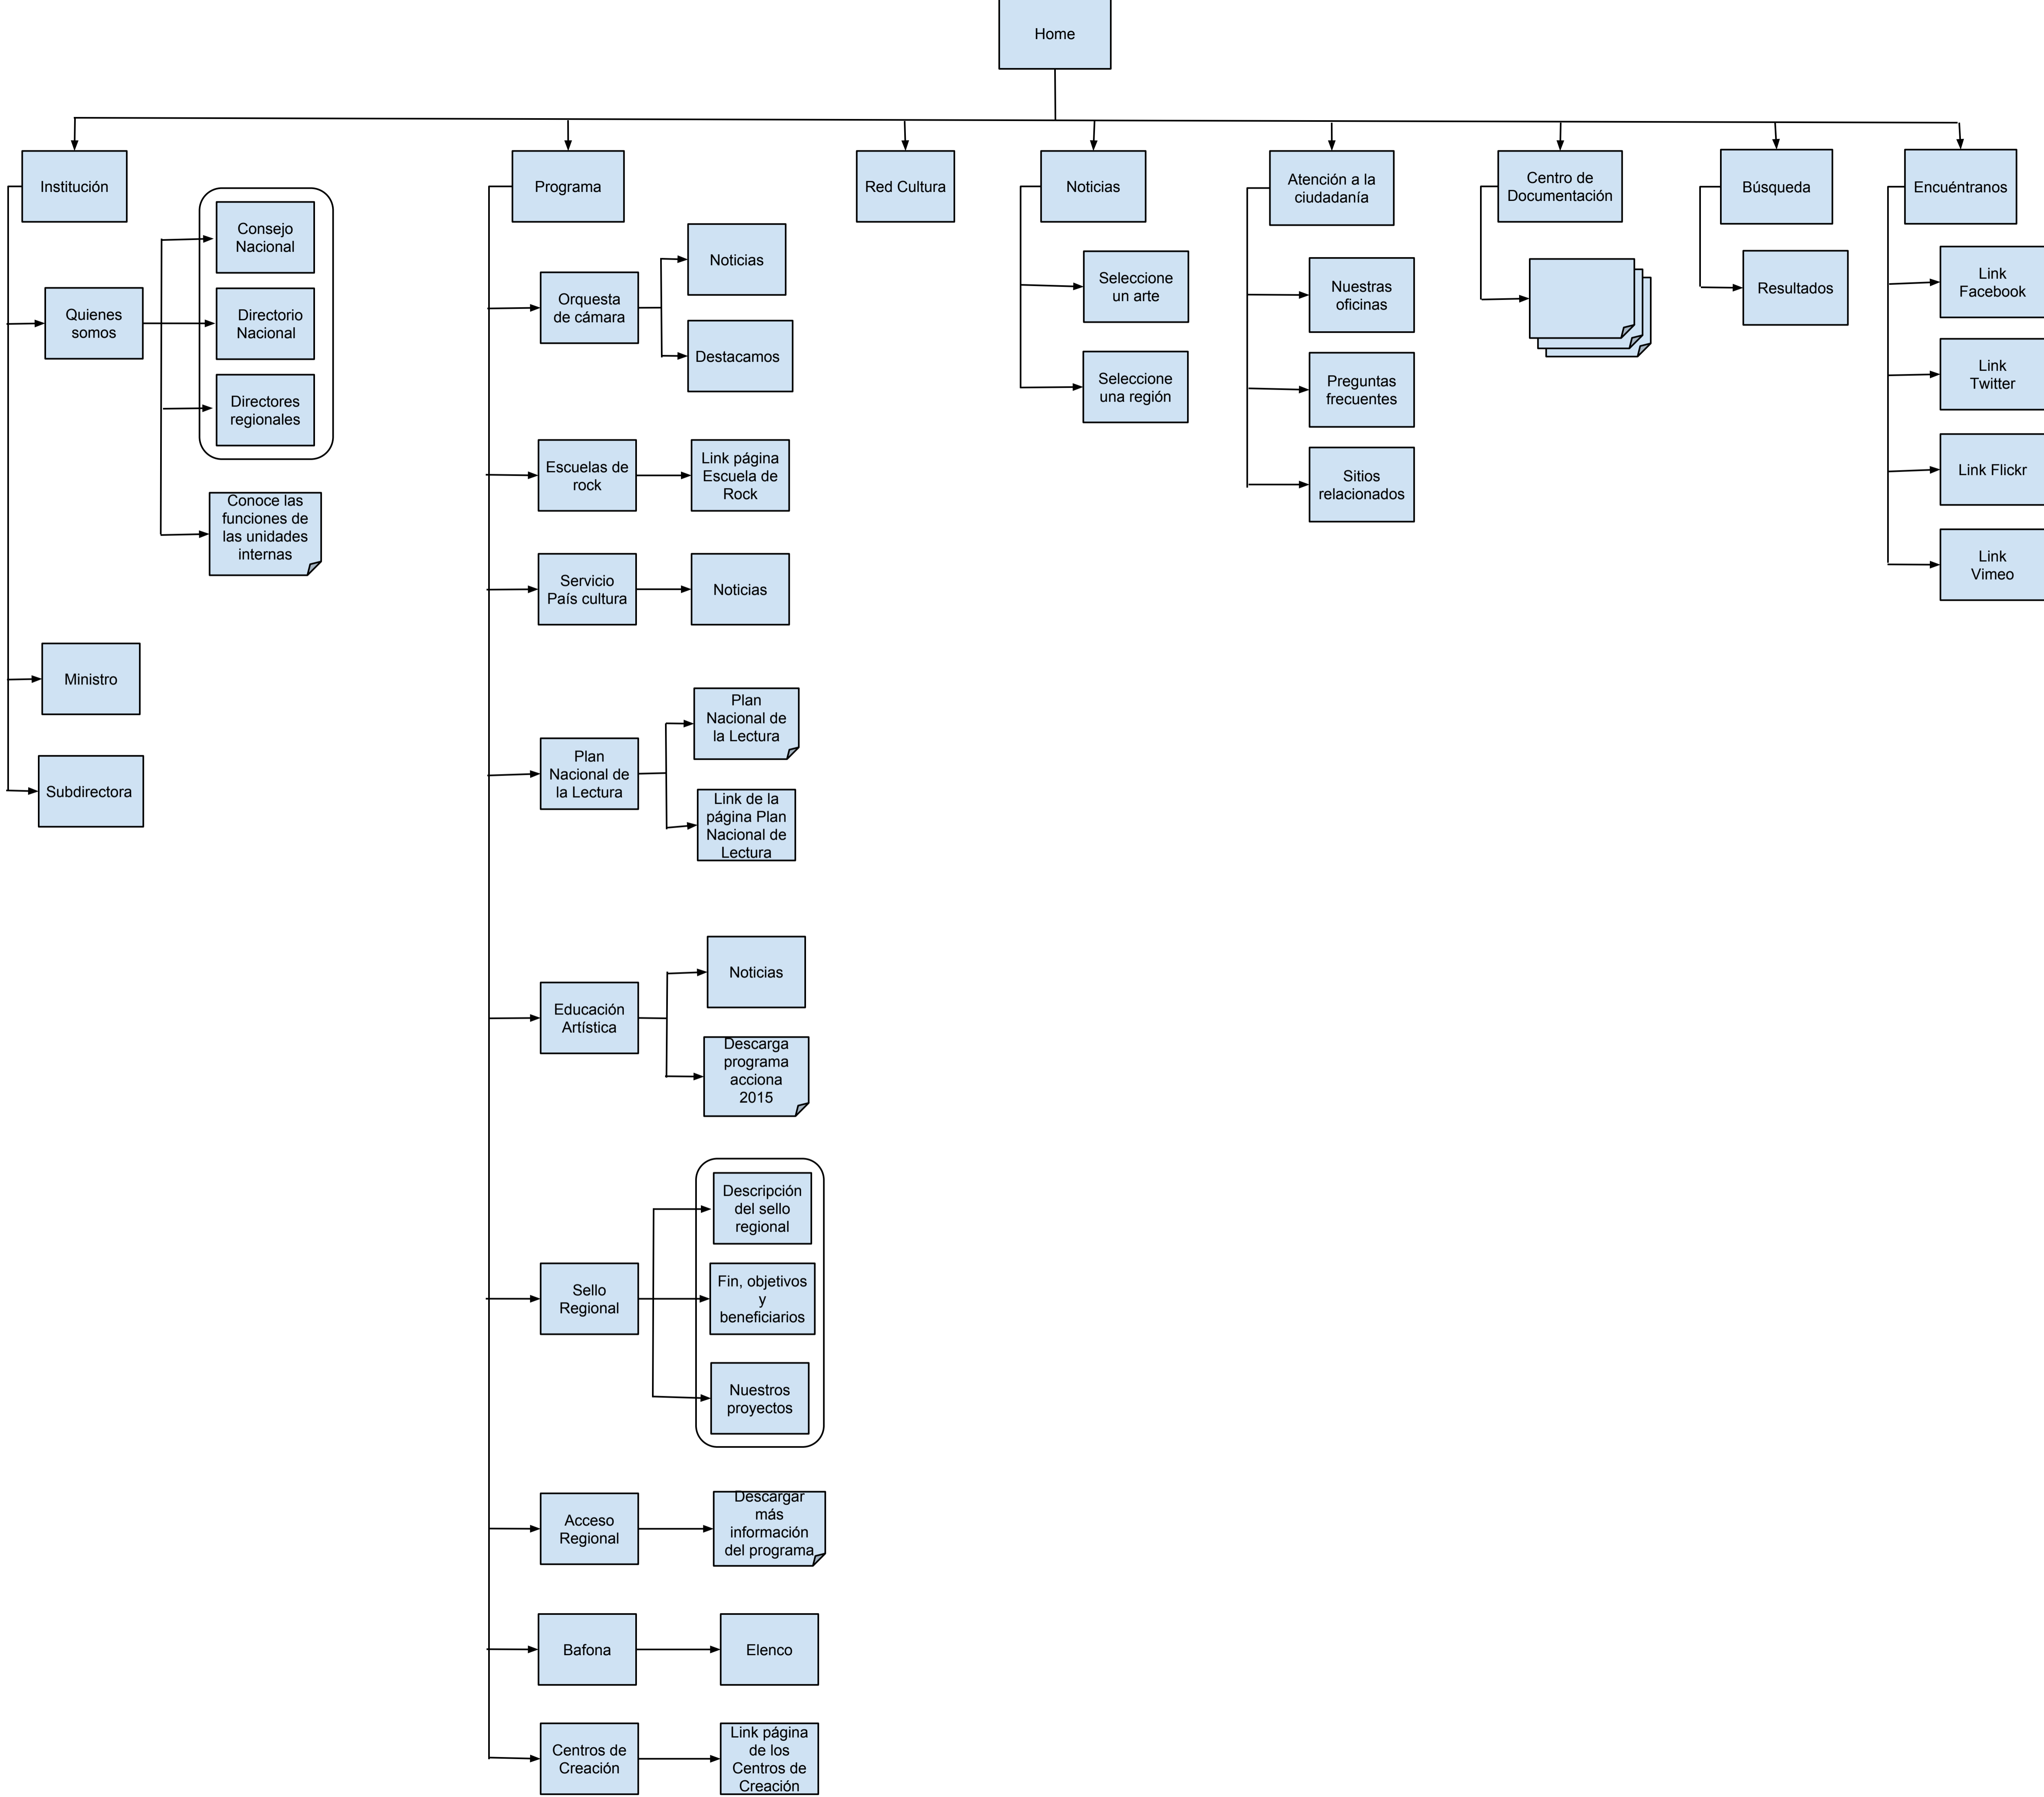 Home
Institución
Programa
Red Cultura
Noticias
Atención a la
ciudadanía
Centro de
Documentación
Búsqueda
Encuéntranos
Quienes
somos
Consejo
Nacional
Directorio
Nacional
Directores
regionales
Conoce las
funciones de
las unidades
internas
Ministro
Subdirectora
Orquesta
de cámara
Noticias
Destacamos
Escuelas de
rock
Link página
Escuela de
Rock
Servicio
País cultura
Noticias
Plan
Nacional de
la Lectura
Plan
Nacional de
la Lectura
Link de la
página Plan
Nacional de
Lectura
Educación
Artística
Noticias
Descarga
programa
acciona
2015
Sello
Regional
Descripción
del sello
regional
Fin, objetivos
y
beneficiarios
Nuestros
proyectos
Acceso
Regional
Descargar
más
información
del programa
Bafona
Elenco
Centros de
Creación
Link página
de los
Centros de
Creación
Seleccione
un arte
Seleccione
una región
Nuestras
oficinas
Preguntas
frecuentes
Sitios
relacionados
Resultados
Link
Facebook
Link
Twitter
Link Flickr
Link
Vimeo